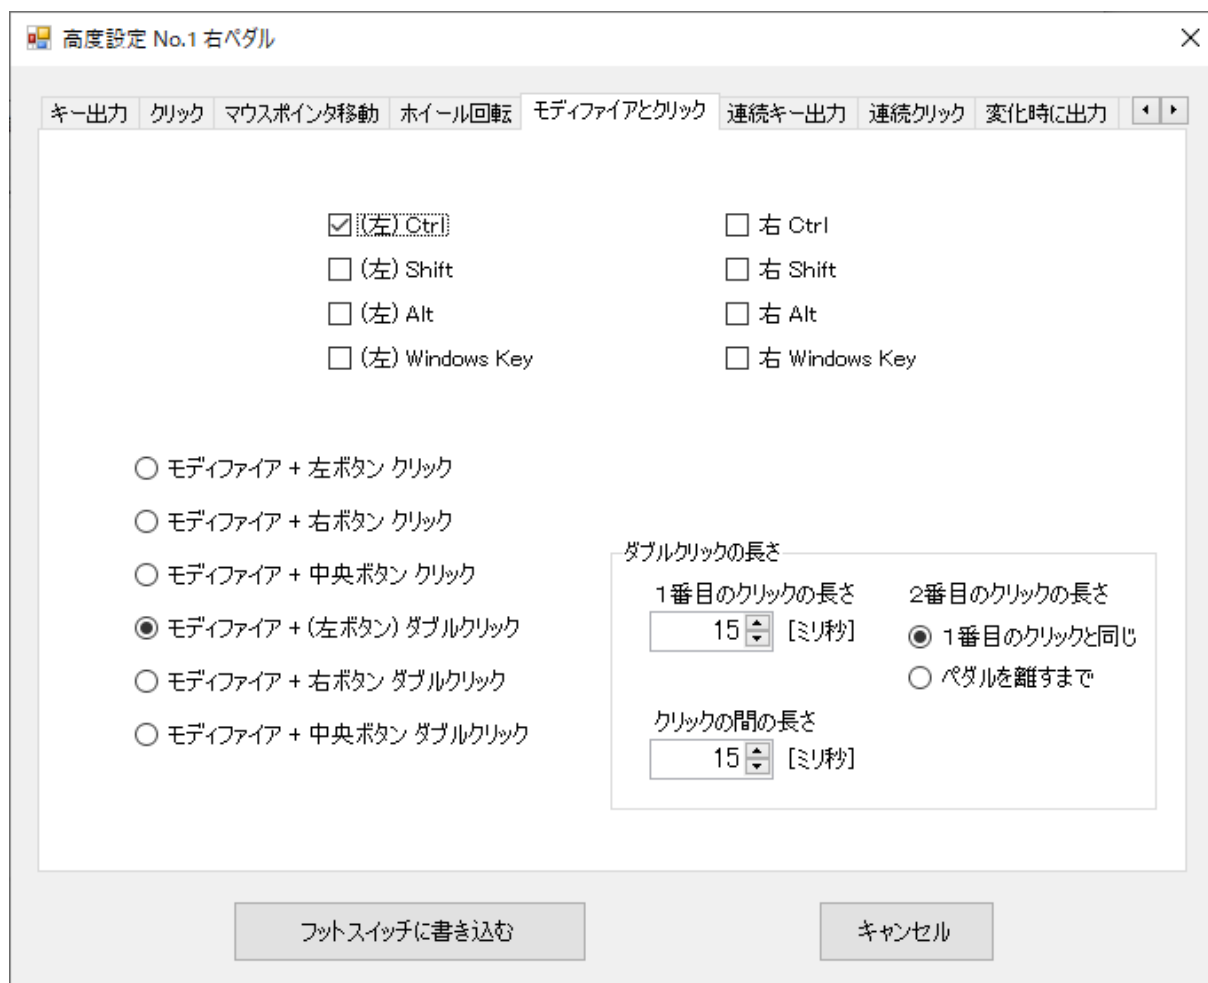 高度設定 No.1 右ペダル
キー出力 クリック マウスポインタ移動 ホイール回転 モディファイアとクリック 連続キー出力 連続クリック 変化時に出力
(左) Ctrl 右 Ctrl
(左) Shift 右 Shift
(左) Alt 右 Alt
(左) Windows Key 右 Windows Key
モディファイア + 左ボタン クリック
モディファイア + 右ボタン クリック
モディファイア + 中央ボタン クリック
モディファイア + (左ボタン) ダブルクリック
モディファイア + 右ボタン ダブルクリック
モディファイア + 中央ボタン ダブルクリック
ダブルクリックの長さ
1番目のクリックの長さ
15 [ミリ秒]
2番目のクリックの長さ
1番目のクリックと同じ
ペダルを離すまで
クリックの間の長さ
15 [ミリ秒]
フットスイッチに書き込む キャンセル